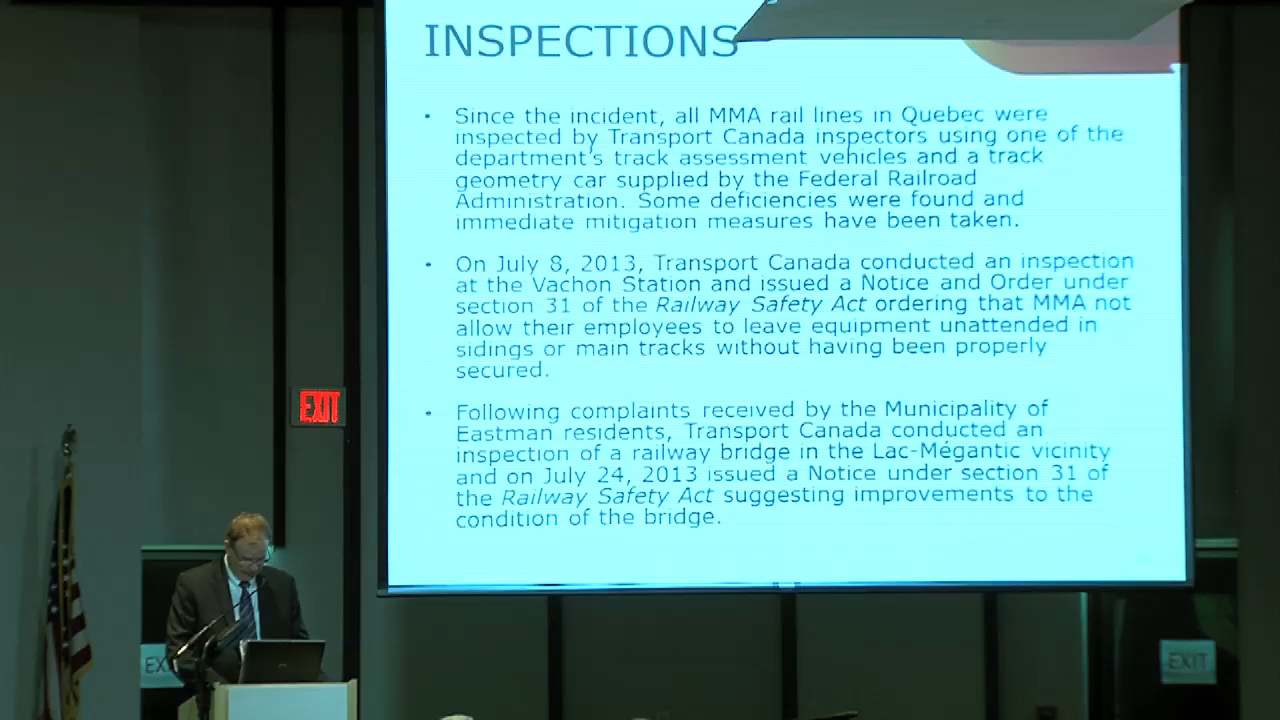 INSPECTIONS
• Since the incident, all MMA rail lines in Quebec were
inspected by Transport Canada inspectors using one of the
department's track assessment vehicles and a track
geometry car supplied by the Federal Railroad
Administration. Some deficiencies were found and
immediate mitigation measures have been taken.
• On July 8, 2013, Transport Canada conducted an inspection
at the Vachon Station and issued a Notice and Order under
section 31 of the Railway Safety Act ordering that MMA not
allow their employees to leave equipment unattended in
sidings or main tracks without having been properly
secured.
• Following complaints received by the Municipality of
Eastman residents, Transport Canada conducted an
inspection of a railway bridge in the Lac-Mégantic vicinity
and on July 24, 2013 issued a Notice under section 31 of
the Railway Safety Act suggesting improvements to the
condition of the bridge.
EXIT
EX
EXIT